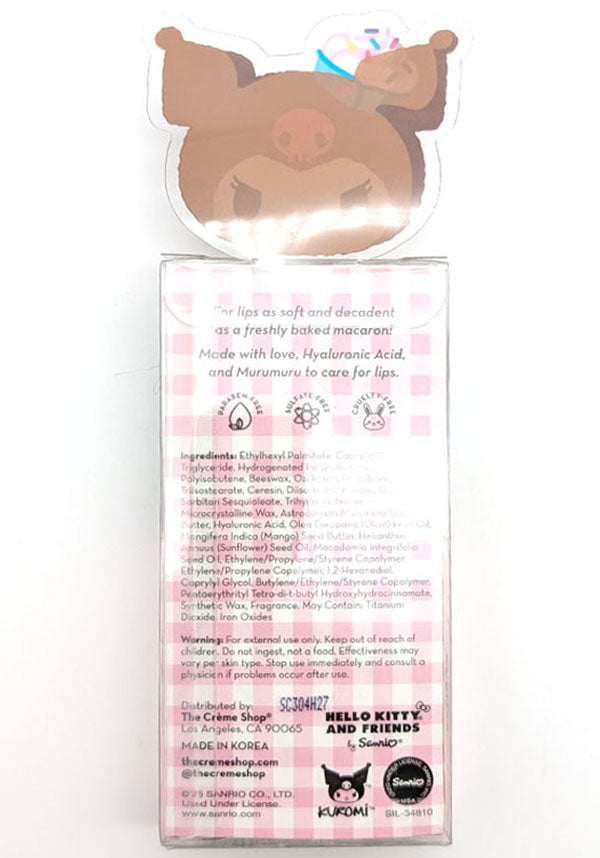 For lips as soft and decadent
as a freshly baked macaron!
Made with love, Hyaluronic Acid,
and Murumuru to care for lips.
PARABEN-FREE
SULFATE-FREE
CRUELTY-FREE
Ingredients: Ethylhexyl Palmitate,
Triglyceride, Hydrogenated
Polyisobutene, Beeswax,
Triisostearate, Ceresin,
Sorbitan Sesquioleate,
Microcrystalline Wax, Astrocaryum Murumuru
Butter, Hyaluronic Acid, Olea Europaea (Olive) Fruit Oil,
Mangifera Indica (Mango) Seed Butter, Helianthus
Annuus (Sunflower) Seed Oil, Macadamia Integrifolia
Seed Oil, Ethylene/Propylene/Styrene Copolymer,
Ethylene/Propylene Copolymer, 1,2-Hexanediol,
Caprylyl Glycol, Butylene/Ethylene/Styrene Copolymer,
Pentaerythrityl Tetra-di-t-butyl Hydroxyhydrocinnamate,
Synthetic Wax, Fragrance. May Contain: Titanium
Dioxide, Iron Oxides
Warning: For external use only. Keep out of reach of
children. Do not ingest, not a food. Effectiveness may
vary per skin type. Stop use immediately and consult a
physician if problems occur after use.
SC304H27
Distributed by:
The Crème Shop®
Los Angeles, CA 90065
MADE IN KOREA
thecremeshop.com
@thecremeshop
©'25 SANRIO CO., LTD.
Used Under License.
www.sanrio.com
HELLO KITTY
AND FRIENDS
by Sanrio
KUROMI™
Sanrio
SIL-34810